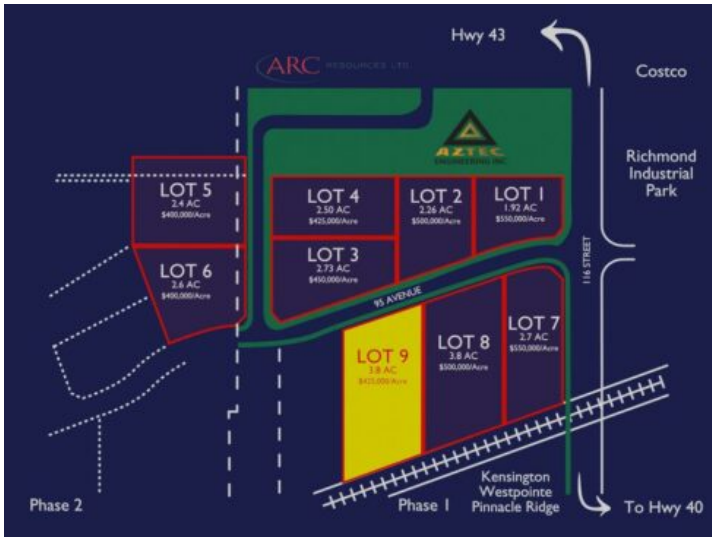 Hwy 43
ARC RESOURCES LTD.
Costco
AZTEC
ENGINEERING INC
Richmond
Industrial
Park
LOT 5
2.4 AC
$400,000/Acre
LOT 4
2.50 AC
$425,000/Acre
LOT 2
2.26 AC
$500,000/Acre
LOT 1
1.92 AC
$550,000/Acre
LOT 6
2.6 AC
$400,000/Acre
LOT 3
2.73 AC
$450,000/Acre
116 STREET
95 AVENUE
LOT 7
2.7 AC
$550,000/Acre
LOT 9
3.8 AC
$425,000/Acre
LOT 8
3.8 AC
$500,000/Acre
Phase 2
Phase 1
Kensington
Westpointe
Pinnacle Ridge
To Hwy 40